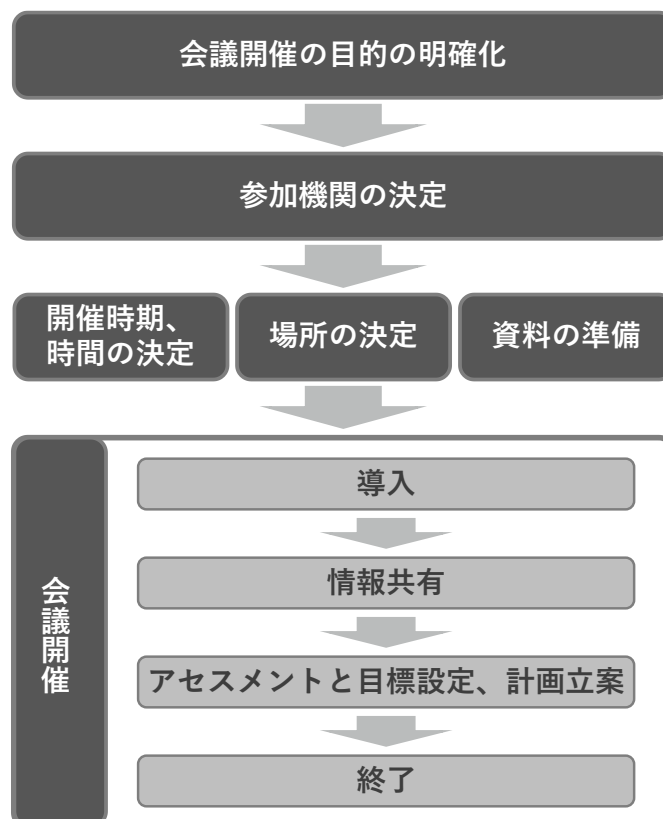 会議開催の目的の明確化
参加機関の決定
開催時期、
時間の決定
場所の決定
資料の準備
会議開催
導入
情報共有
アセスメントと目標設定、計画立案
終了